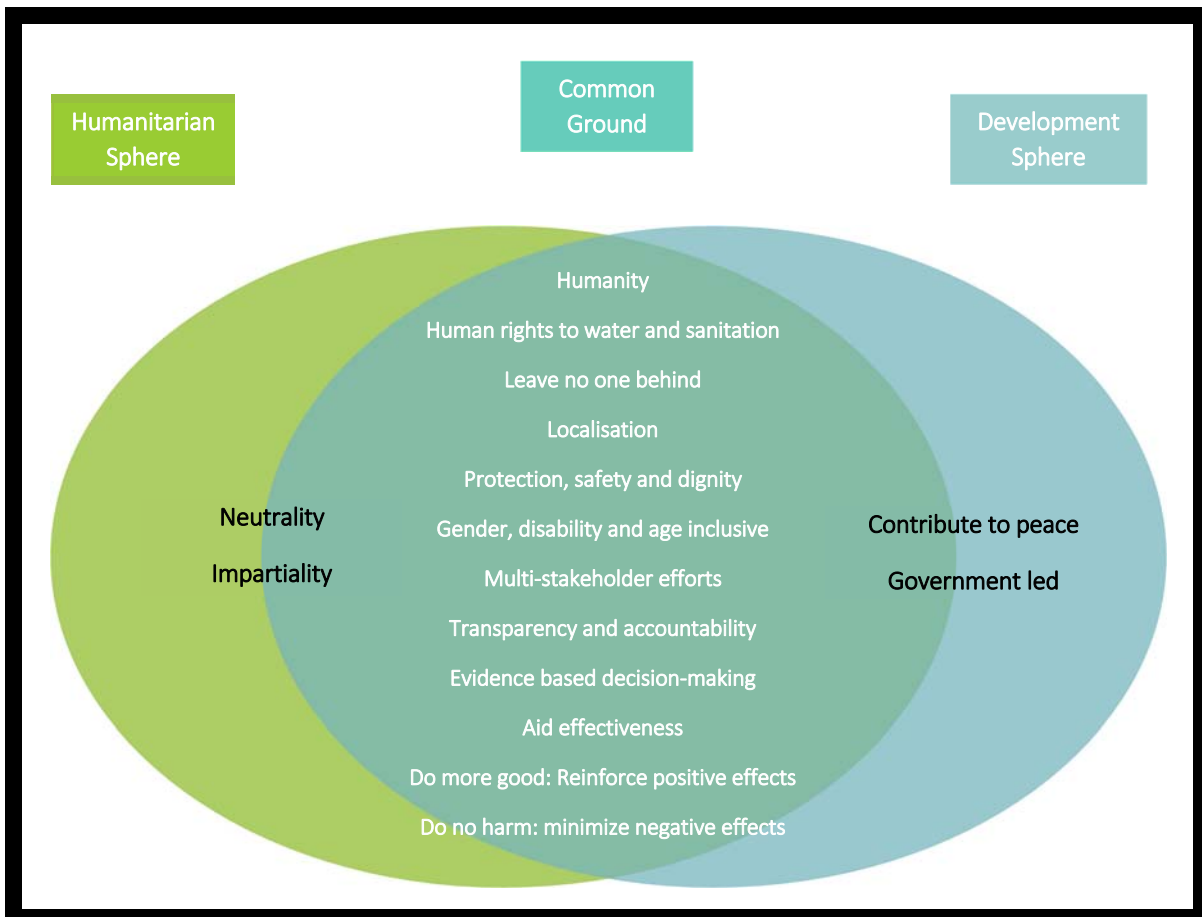 Humanitarian
Sphere
Common
Ground
Development
Sphere
Humanity
Human rights to water and sanitation
Leave no one behind
Localisation
Protection, safety and dignity
Neutrality
Impartiality
Gender, disability and age inclusive
Multi-stakeholder efforts
Transparency and accountability
Evidence based decision-making
Aid effectiveness
Do more good: Reinforce positive effects
Do no harm: minimize negative effects
Contribute to peace
Government led